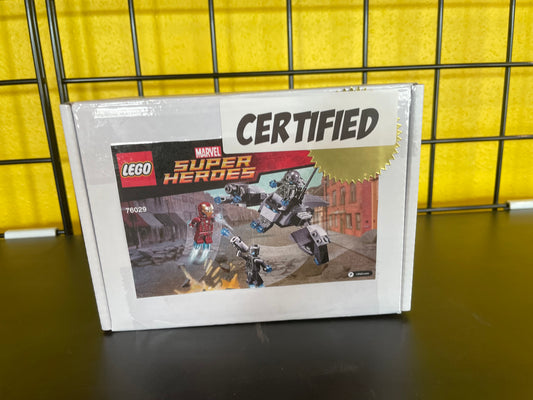 CERTIFIED
LEGO
MARVEL
SUPER
HEROES
76029